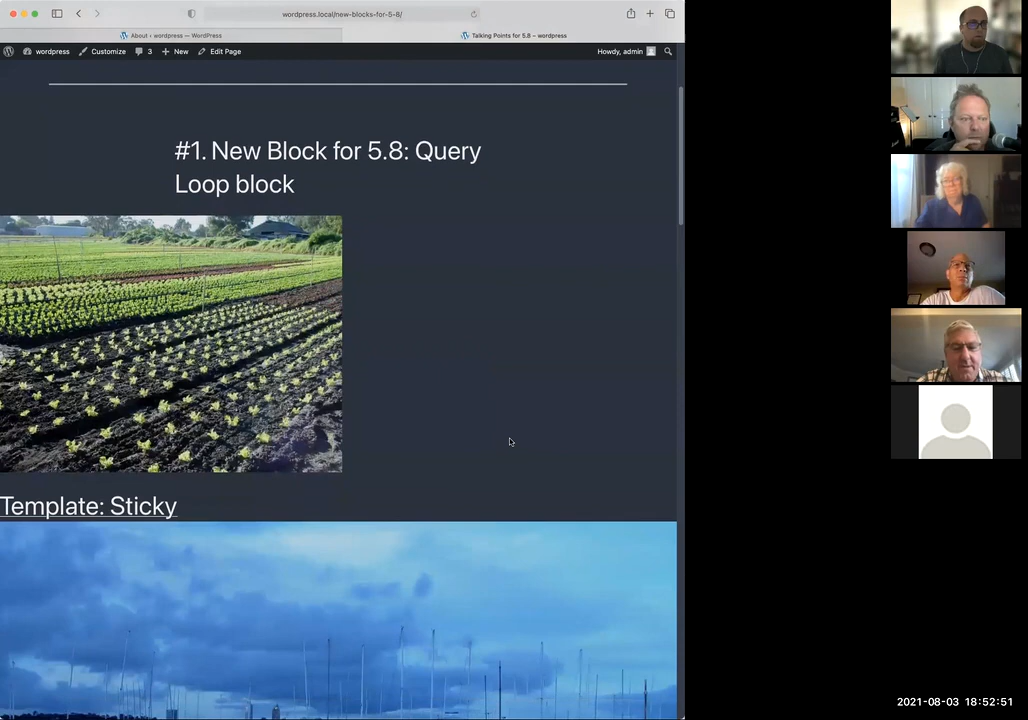 wordpress.local/new-blocks-for-5-8/
About ‹ wordpress — WordPress
Talking Points for 5.8 – wordpress
wordpress
Customize
3
New
Edit Page
Howdy, admin
#1. New Block for 5.8: Query
Loop block
Template: Sticky
2021-08-03 18:52:51